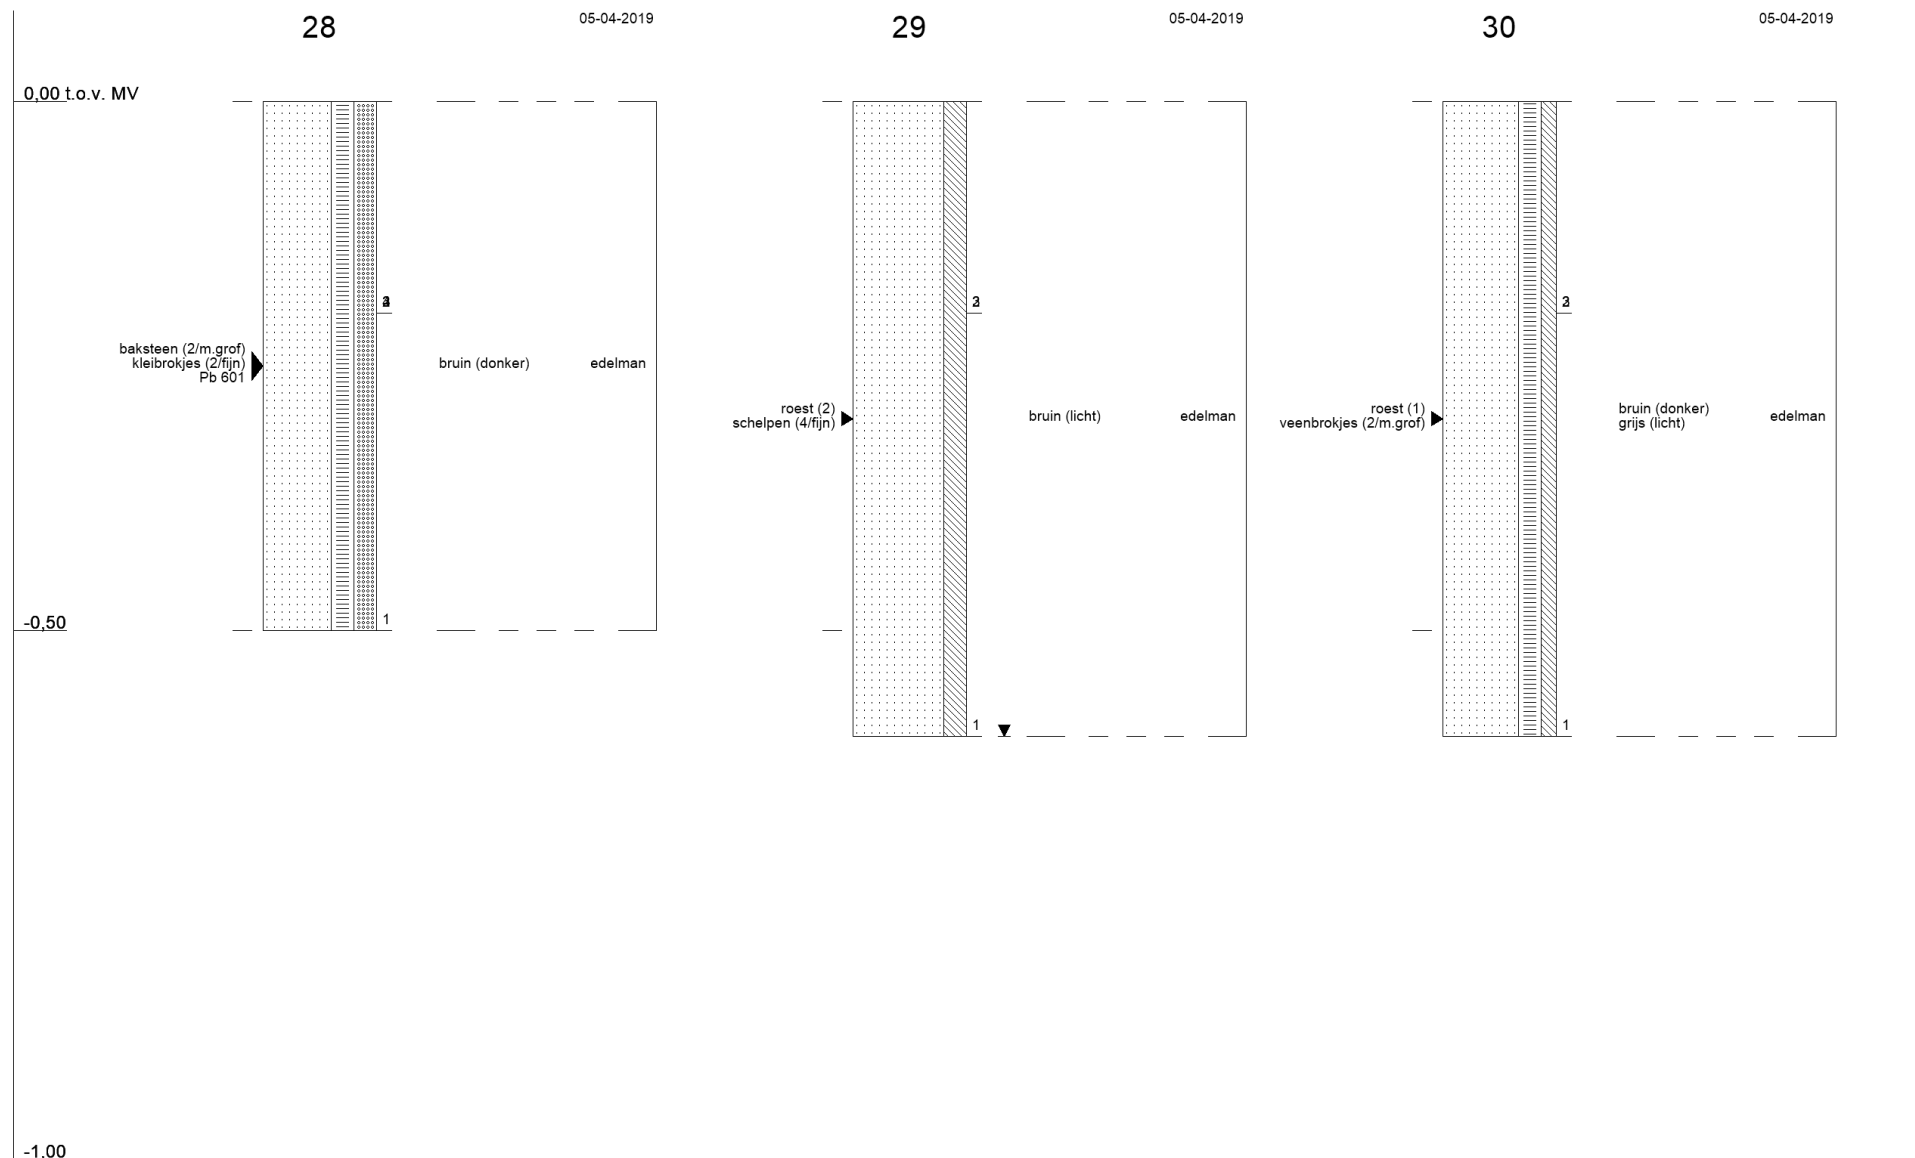 28
05-04-2019
29
05-04-2019
30
05-04-2019
0,00 t.o.v. MV
baksteen (2/m.grof)
kleibrokjes (2/fijn)
Pb 601
bruin (donker)
edelman
1
roest (2)
schelpen (4/fijn)
bruin (licht)
edelman
1
roest (1)
veenbrokjes (2/m.grof)
bruin (donker)
grijs (licht)
edelman
1
-0,50
-1,00